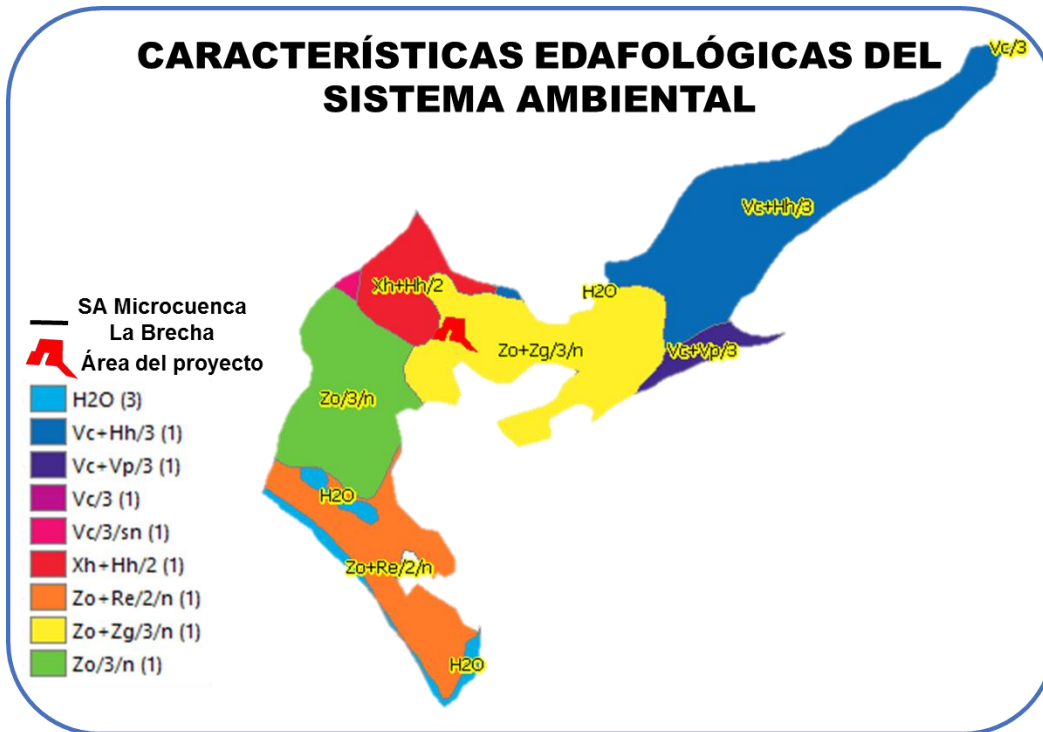 CARACTERÍSTICAS EDAFOLÓGICAS DEL
SISTEMA AMBIENTAL
Vc/3
Vc+Hh/3
Xh+Hh/2
H2O
Zo+Zg/3/n
Vc+Vp/3
Zo/3/n
H2O
Zo+Re/2/n
H2O
SA Microcuenca
La Brecha
Área del proyecto
H2O (3)
Vc+Hh/3 (1)
Vc+Vp/3 (1)
Vc/3 (1)
Vc/3/sn (1)
Xh+Hh/2 (1)
Zo+Re/2/n (1)
Zo+Zg/3/n (1)
Zo/3/n (1)